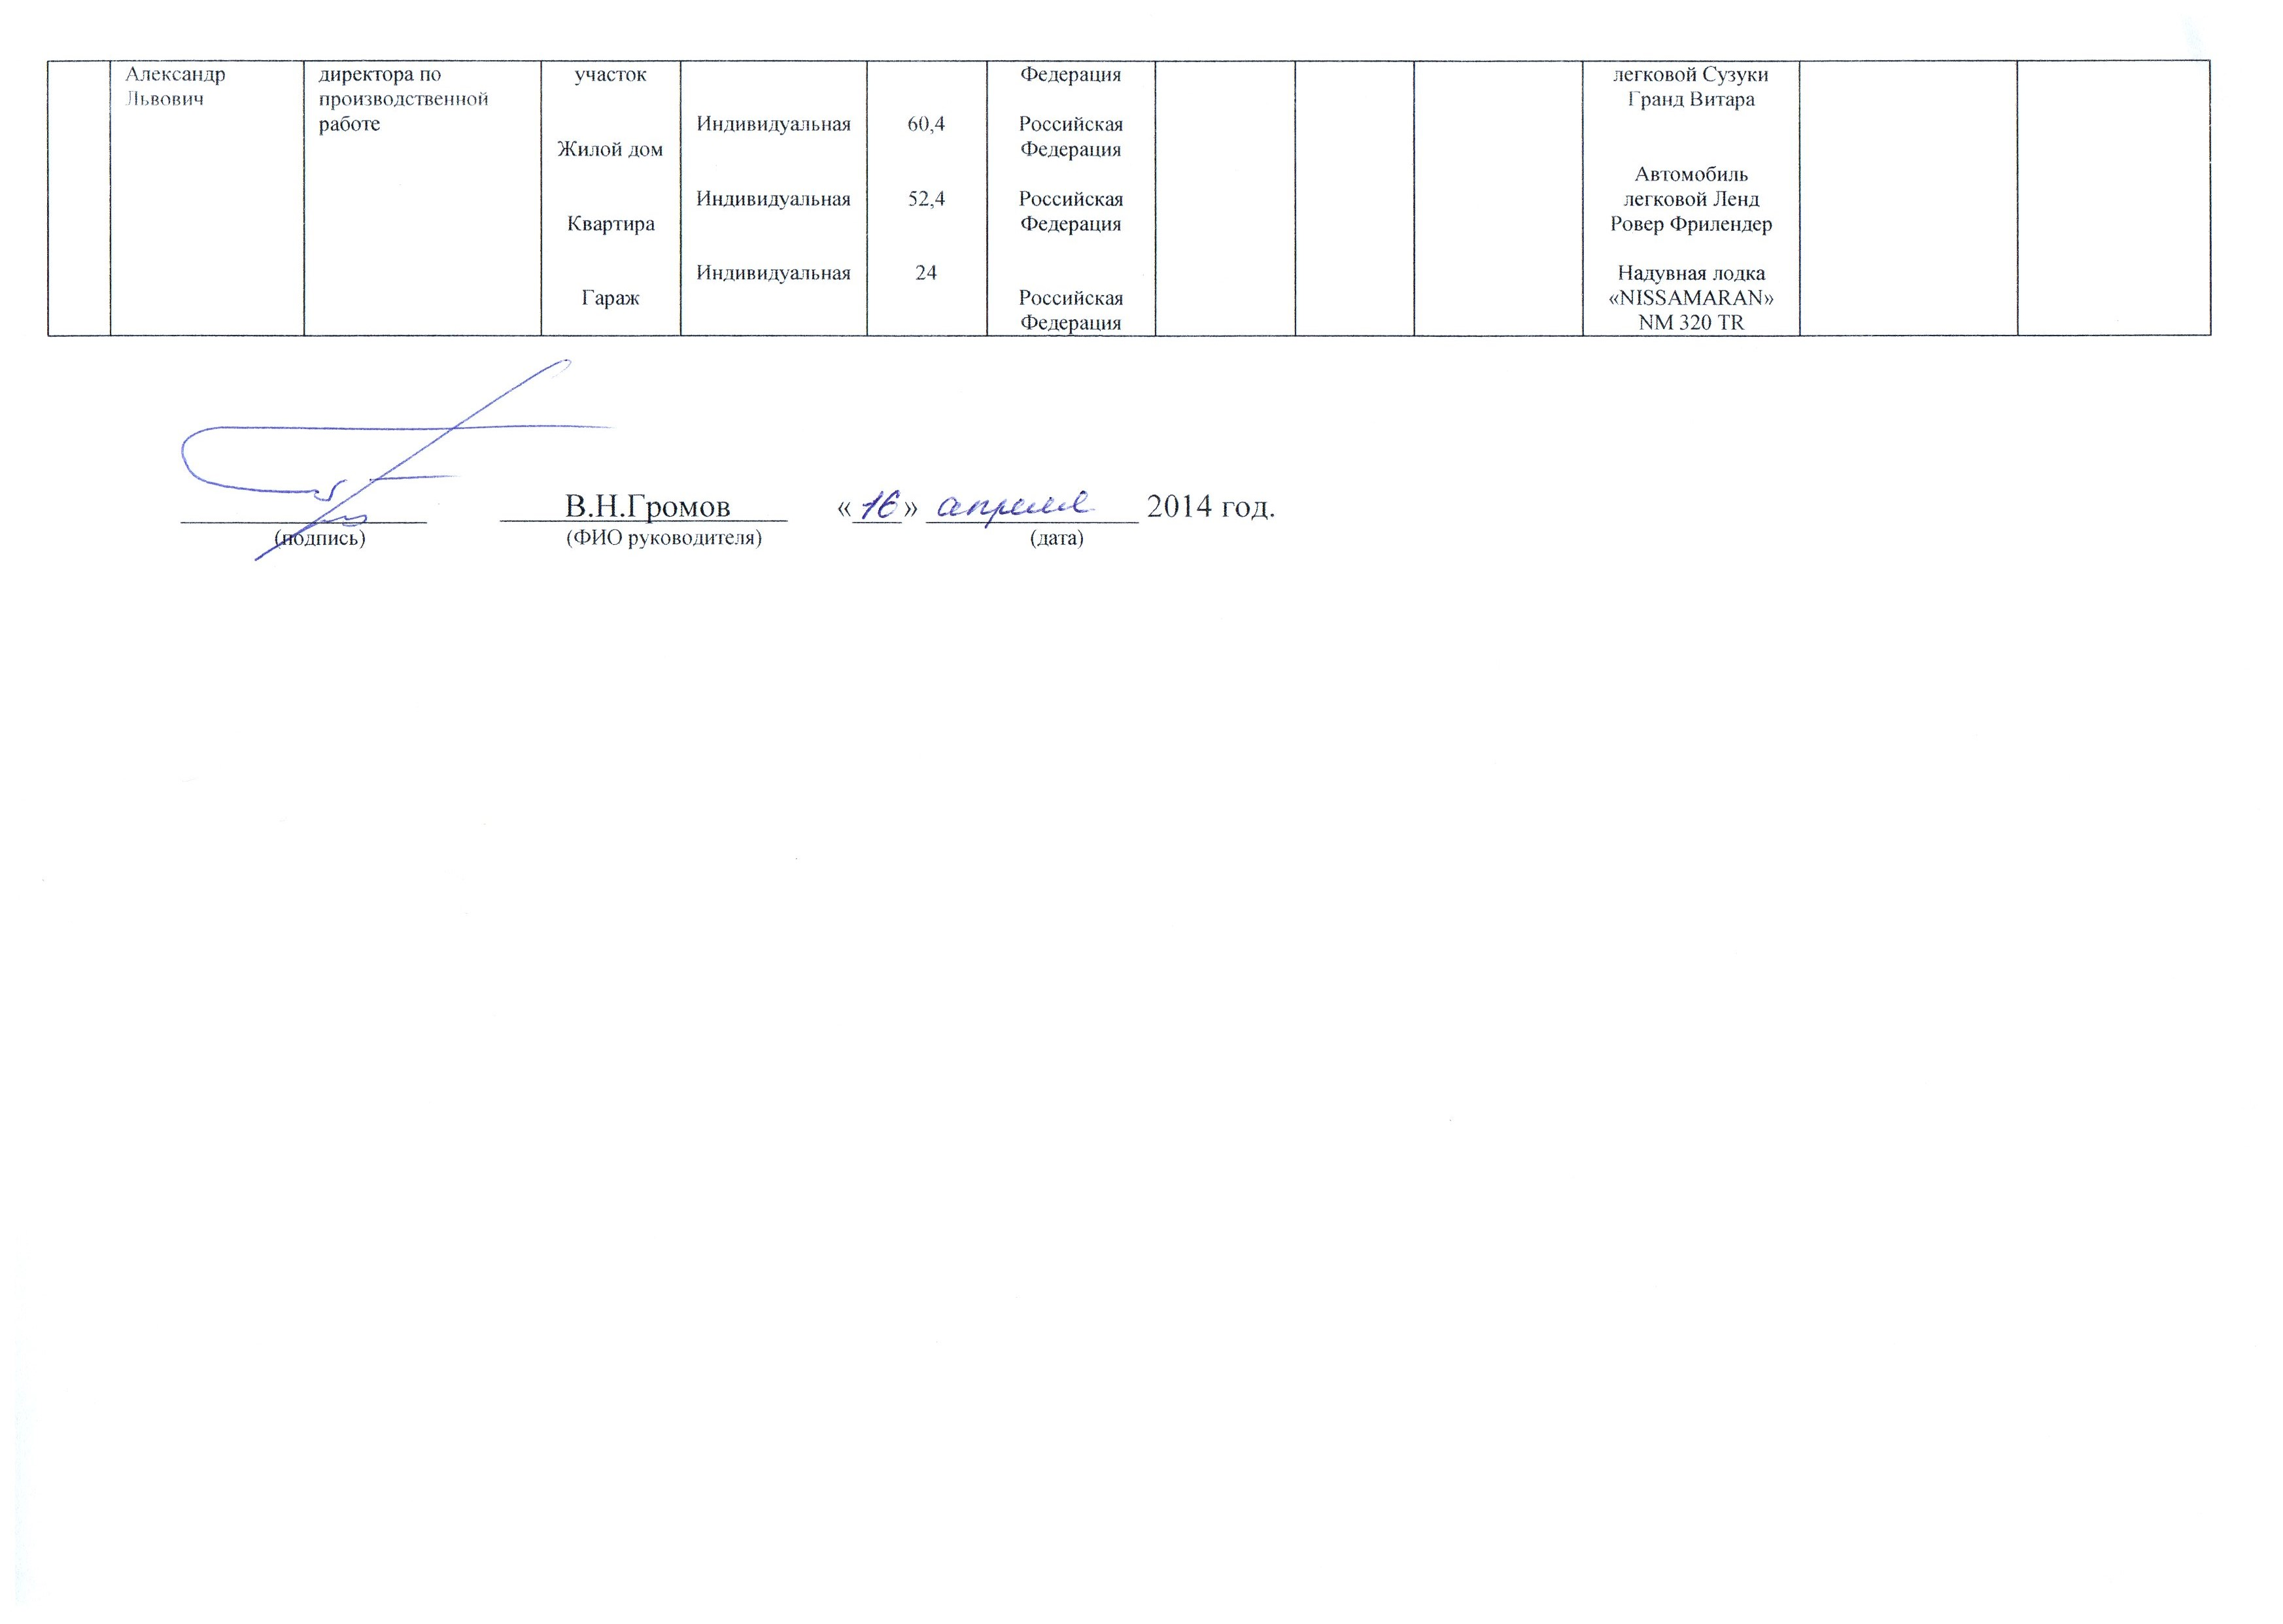 Александр директора по участок Федерация легковой Сузуки
Львович производственной Гранд Витара
работе Индивидуальная 60,4 Российская
Жилой дом Федерация
Автомобиль
Индивидуальная 52,4 Российская легковой Ленд
Квартира Федерация Ровер Фрилендер
Индивидуальная 24 Надувная лодка
Гараж Российская «NISSAMARAN»
Федерация NM 320 TR
В.Н.Громов «16» апреля 2014 год.
(подпись) (ФИО руководителя) (дата)